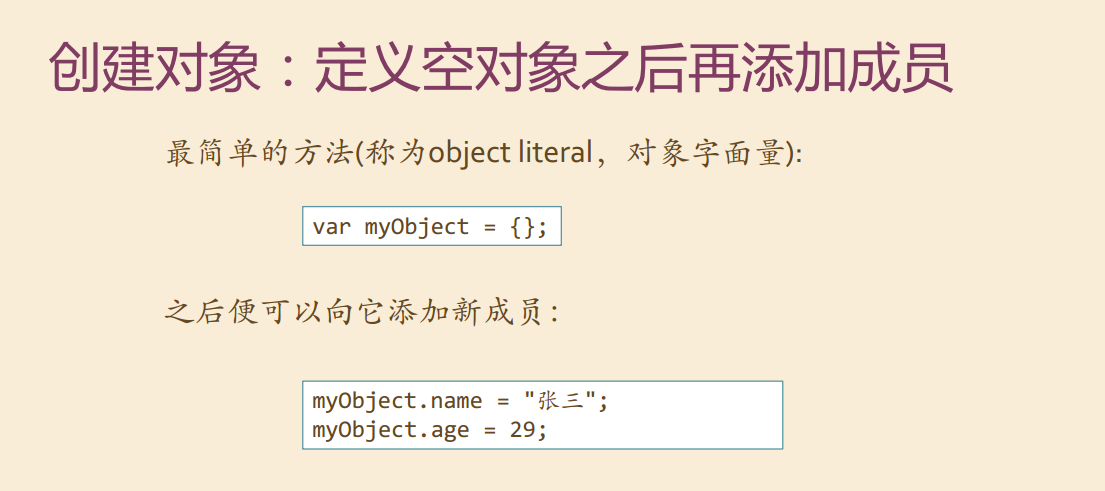 创建对象：定义空对象之后再添加成员
最简单的方法(称为object literal，对象字面量):
var myObject = {};
之后便可以向它添加新成员：
myObject.name = "张三";
myObject.age = 29;